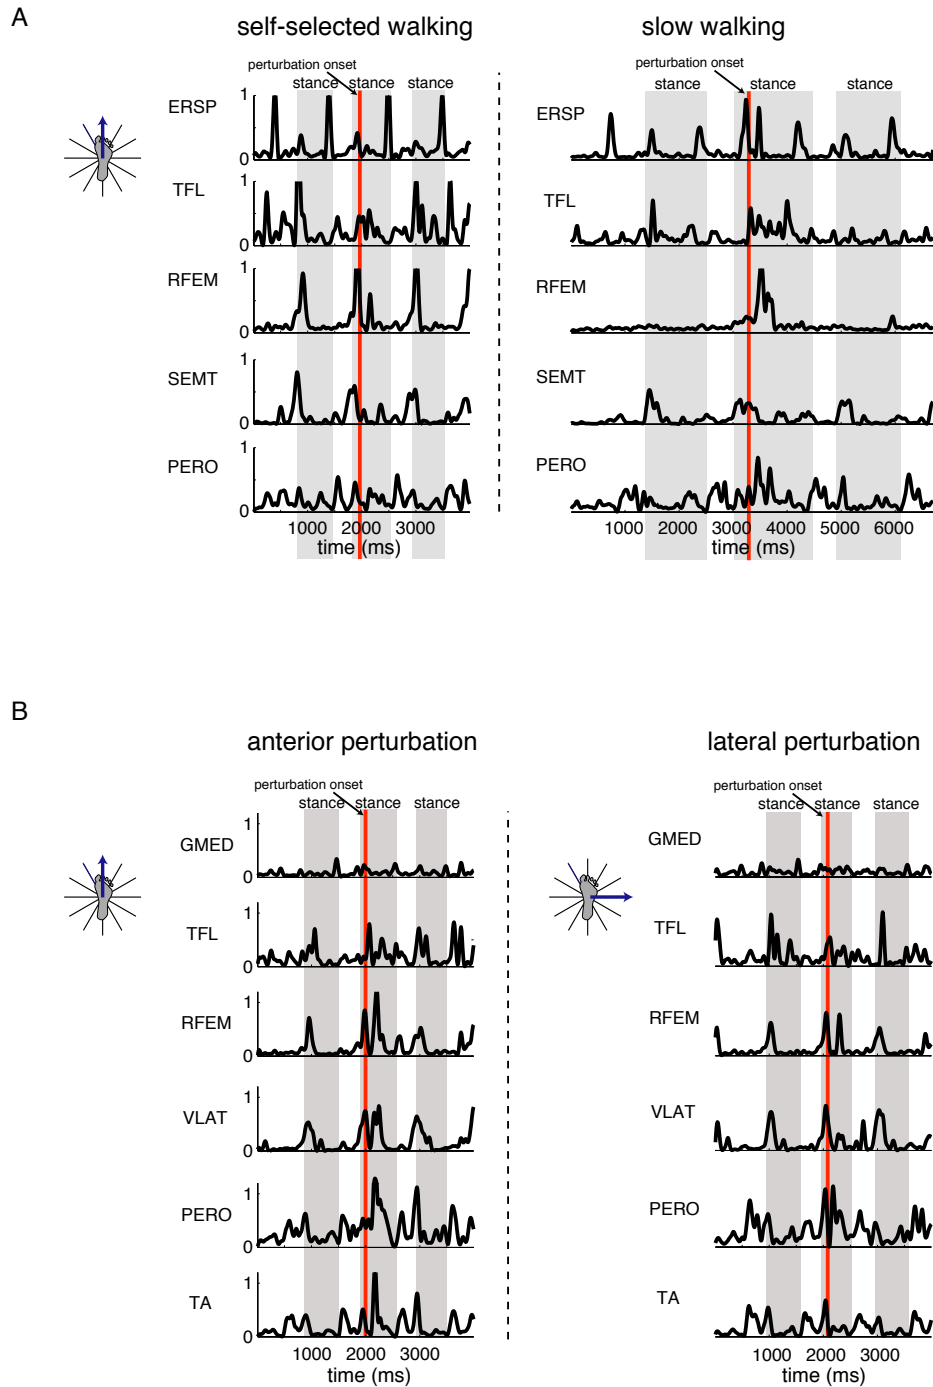 A
self-selected walking
slow walking
perturbation onset
stance stance stance
perturbation onset
stance stance stance
ERSP
1
0
ERSP
TFL
1
0
TFL
RFEM
1
0
RFEM
SEMT
1
0
SEMT
PERO
1
0
PERO
1000 2000 3000
time (ms)
1000 2000 3000 4000 5000 6000
time (ms)
B
anterior perturbation
lateral perturbation
perturbation onset
stance stance stance
perturbation onset
stance stance stance
GMED
1
0
GMED
TFL
1
0
TFL
RFEM
1
0
RFEM
VLAT
1
0
VLAT
PERO
1
0
PERO
TA
1
0
TA
1000 2000 3000
time (ms)
1000 2000 3000
time (ms)